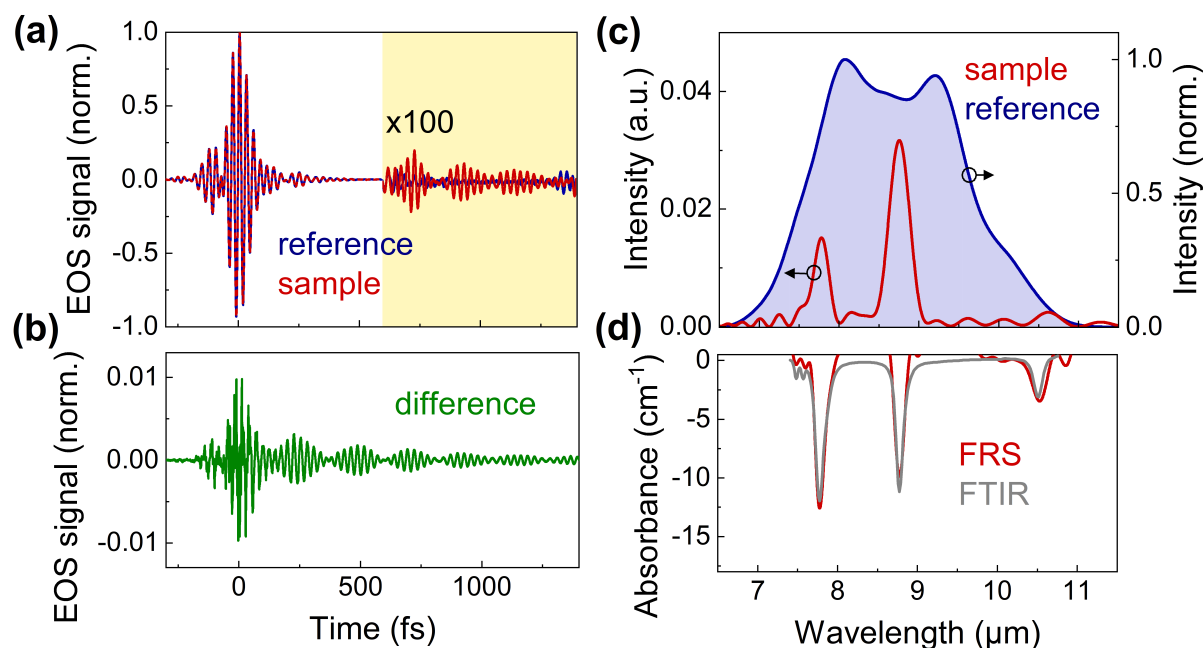 (a)
EOS signal (norm.)
1.0
0.5
0.0
-0.5
-1.0
x100
reference
sample
(b)
EOS signal (norm.)
0.01
0.00
-0.01
difference
0
500
1000
Time (fs)
(c)
Intensity (a.u.)
0.04
0.02
0.00
sample
reference
1.0
0.5
0.0
Intensity (norm.)
(d)
Absorbance (cm⁻¹)
0
-5
-10
-15
FRS
FTIR
7
8
9
10
11
Wavelength (µm)